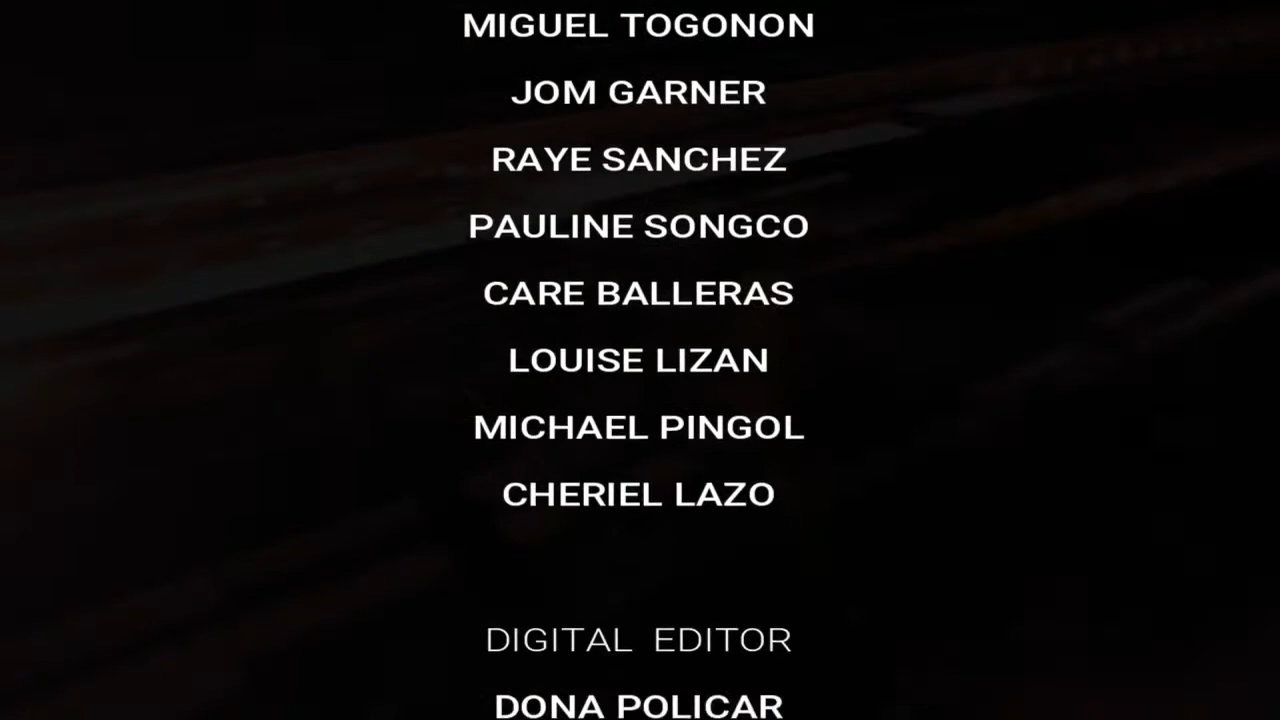 MIGUEL TOGONON
JOM GARNER
RAYE SANCHEZ
PAULINE SONGCO
CARE BALLERAS
LOUISE LIZAN
MICHAEL PINGOL
CHERIEL LAZO
DIGITAL EDITOR
DONA POLICAR